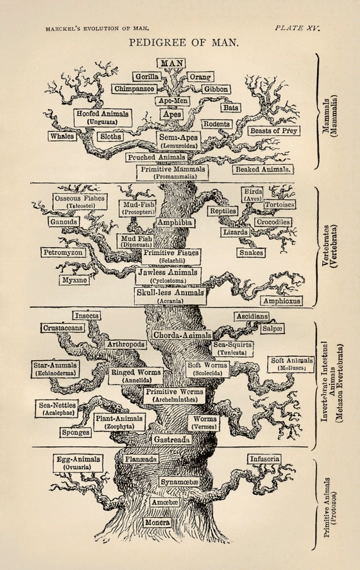 HAECKEL'S EVOLUTION OF MAN.
PLATE XV.
PEDIGREE OF MAN.
MAN
Gorilla
Orang
Chimpanzee
Gibbon
Ape-Men
Bats
Apes
Hoofed Animals
(Ungulata)
Rodents
Whales
Sloths
Semi-Apes
(Lemuroidea)
Beasts of Prey
Pouched Animals
Primitive Mammals
(Promammalia)
Beaked Animals.
Mammals
(Mammalia)
Osseous Fishes
(Teleostei)
Mud-Fish
(Protopteri)
Birds
(Aves)
Tortoises
Reptiles
Ganoids
Amphibia
Crocodiles
Lizards
Mud Fish
(Dipneusta)
Petromyzon
Primitive Fishes
(Selachii)
Snakes
Jawless Animals
(Cyclostoma)
Myxine
Skull-less Animals
(Acrania)
Amphioxus
Vertebrates
(Vertebrata)
Insects
Ascidians
Crustaceans
Salpæ
Chorda-Animals
Arthropods
Sea-Squirts
(Tunicata)
Star-Animals
(Echinoderma)
Ringed Worms
(Annelida)
Soft Worms
(Scolecida)
Soft Animals
(Mollusca)
Primitive Worms
(Archelminthes)
Sea-Nettles
(Acalephae)
Plant-Animals
(Zoophyta)
Worms
(Vermes)
Sponges
Gastreada
Invertebrate Intestinal
Animals
(Metazoa Evertebrata)
Egg-Animals
(Ovularia)
Planæada
Infusoria
Synamœbæ
Amœbæ
Monera
Primitive Animals
(Protozoa)